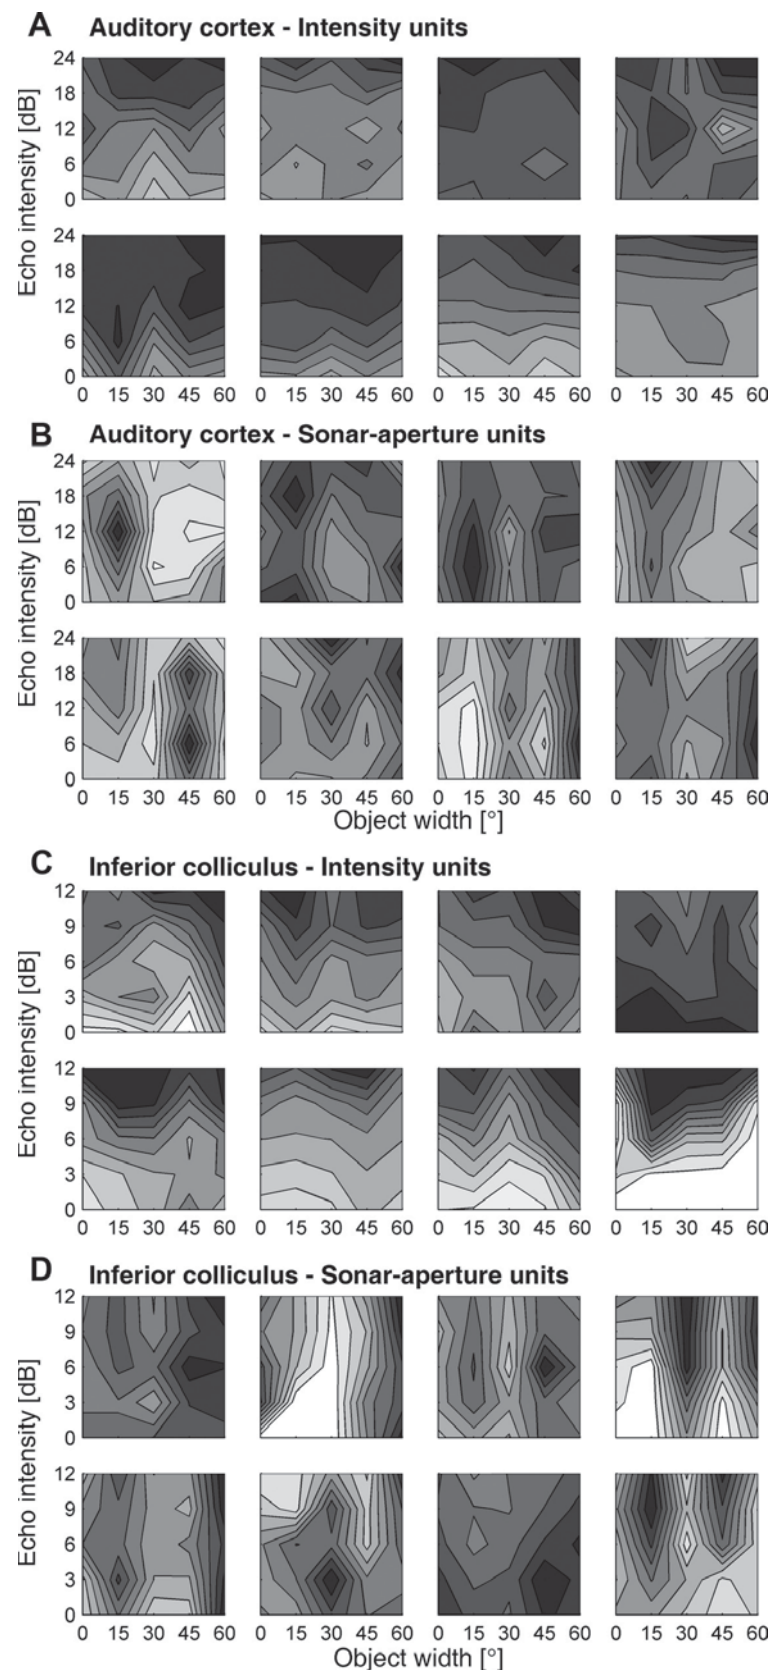 A Auditory cortex - Intensity units
Echo intensity [dB]
24
18
12
6
0
24
18
12
6
0
0 15 30 45 60 0 15 30 45 60 0 15 30 45 60 0 15 30 45 60
B Auditory cortex - Sonar-aperture units
Echo intensity [dB]
24
18
12
6
0
24
18
12
6
0
0 15 30 45 60 0 15 30 45 60 0 15 30 45 60 0 15 30 45 60
Object width [°]
C Inferior colliculus - Intensity units
Echo intensity [dB]
12
9
6
3
0
12
9
6
3
0
0 15 30 45 60 0 15 30 45 60 0 15 30 45 60 0 15 30 45 60
D Inferior colliculus - Sonar-aperture units
Echo intensity [dB]
12
9
6
3
0
12
9
6
3
0
0 15 30 45 60 0 15 30 45 60 0 15 30 45 60 0 15 30 45 60
Object width [°]